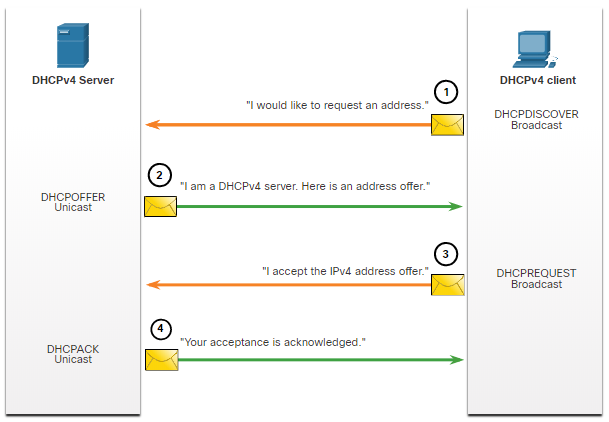 DHCPv4 Server
DHCPv4 client
1
"I would like to request an address."
DHCPDISCOVER
Broadcast
2
"I am a DHCPv4 server. Here is an address offer."
DHCPOFFER
Unicast
3
"I accept the IPv4 address offer."
DHCPREQUEST
Broadcast
4
"Your acceptance is acknowledged."
DHCPACK
Unicast